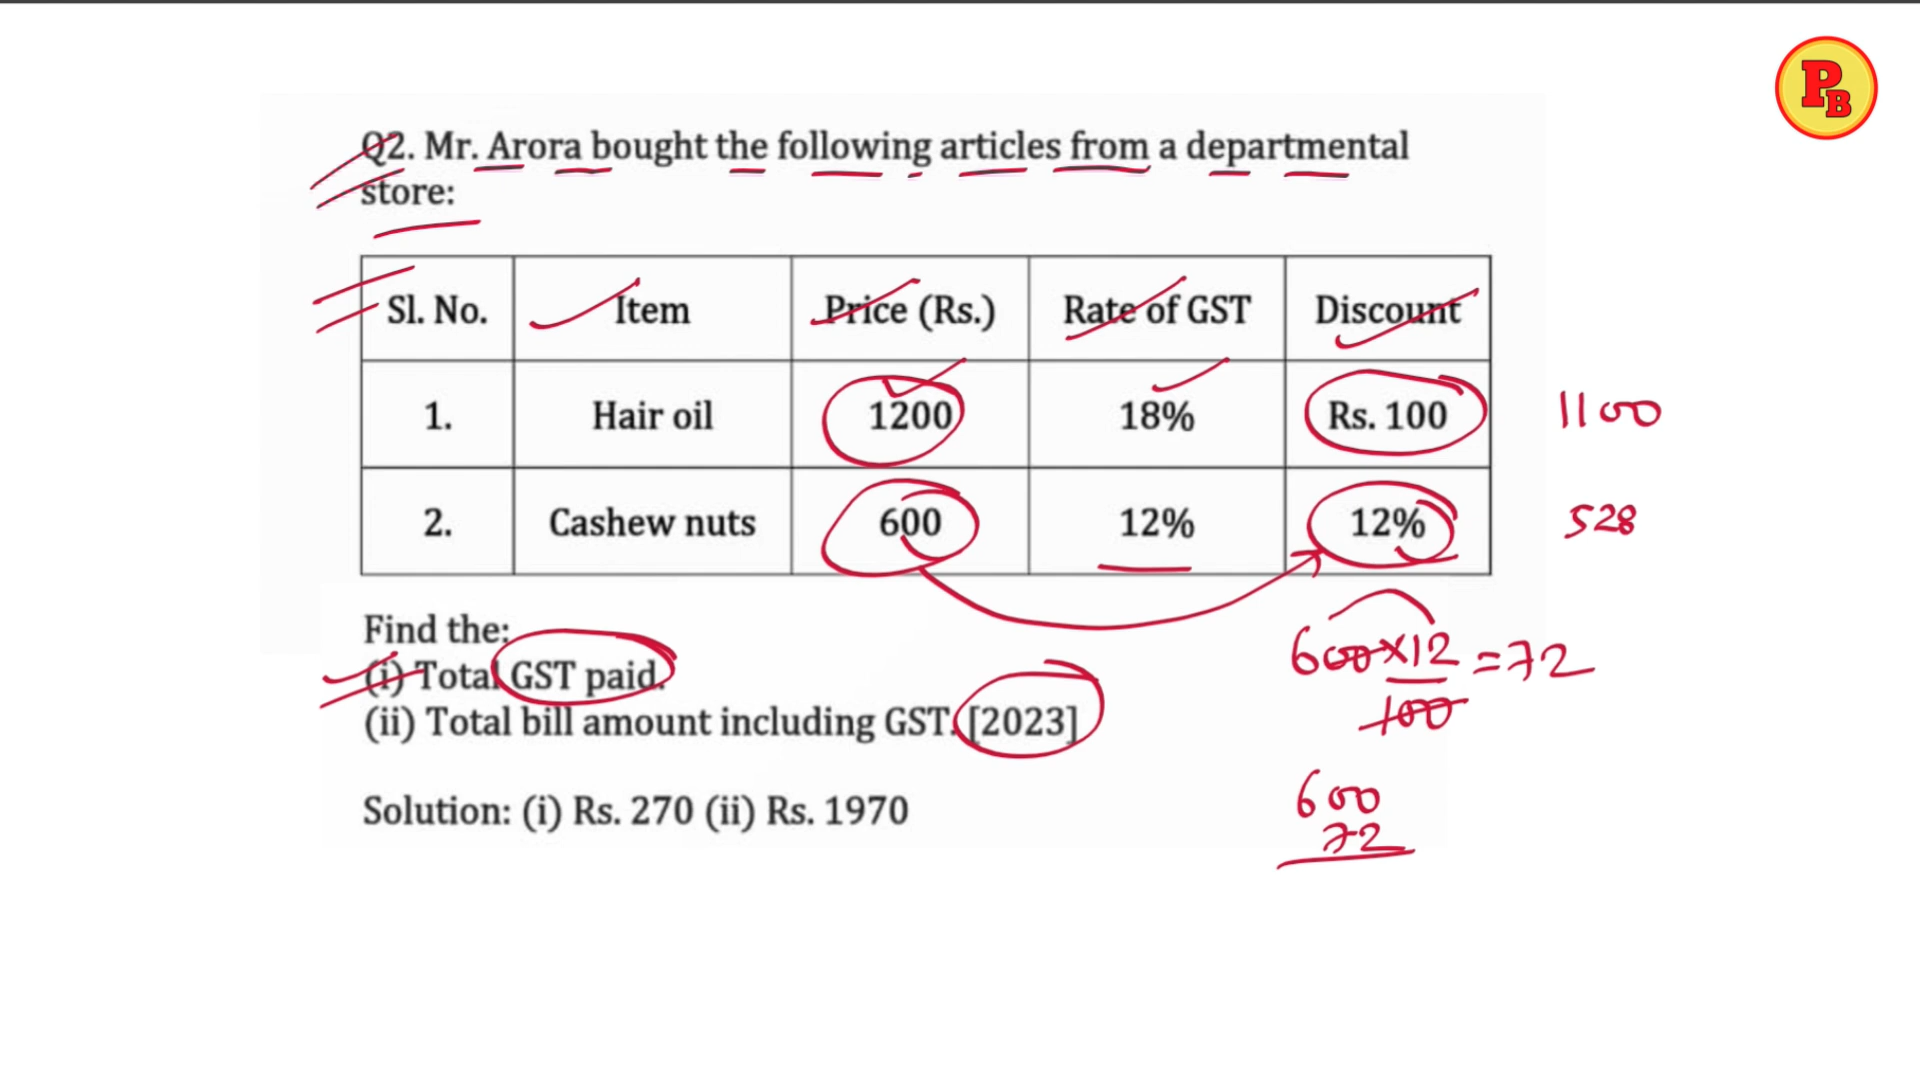 PB
Q2. Mr. Arora bought the following articles from a departmental
store:
Sl. No. Item Price (Rs.) Rate of GST Discount
1. Hair oil 1200 18% Rs. 100 1100
2. Cashew nuts 600 12% 12% 528
Find the:
(i) Total GST paid.
(ii) Total bill amount including GST. [2023]
Solution: (i) Rs. 270 (ii) Rs. 1970
600×12 =72
100
600
72